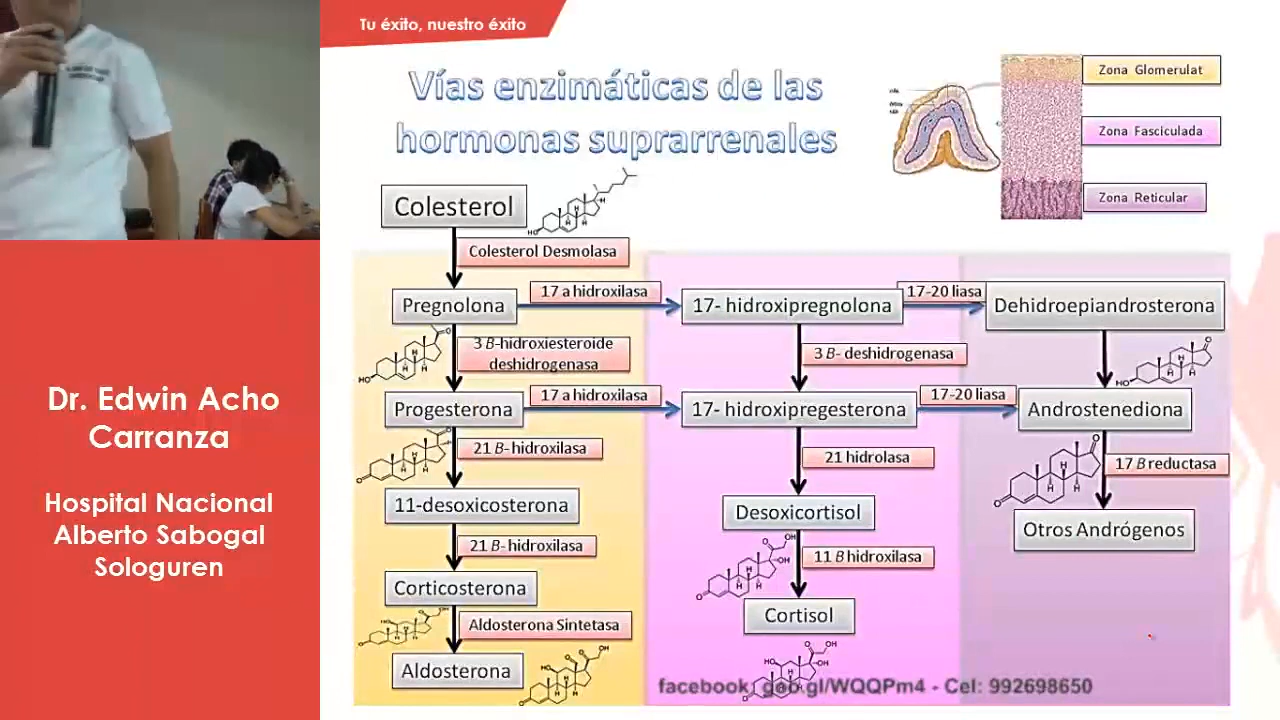 Tu éxito, nuestro éxito
Vías enzimáticas de las
hormonas suprarrenales
Zona Glomerulat
Zona Fasciculada
Zona Reticular
Colesterol
Colesterol Desmolasa
Pregnolona
17 a hidroxilasa
17- hidroxipregnolona
17-20 liasa
Dehidroepiandrosterona
3 B-hidroxiesteroide
deshidrogenasa
3 B- deshidrogenasa
Progesterona
17 a hidroxilasa
17- hidroxipregesterona
17-20 liasa
Androstenediona
21 B- hidroxilasa
21 hidrolasa
17 B reductasa
11-desoxicosterona
Desoxicortisol
Otros Andrógenos
21 B- hidroxilasa
11 B hidroxilasa
Corticosterona
Cortisol
Aldosterona Sintetasa
Aldosterona
Dr. Edwin Acho
Carranza
Hospital Nacional
Alberto Sabogal
Sologuren
facebook: goo.gl/WQQPm4 - Cel: 992698650